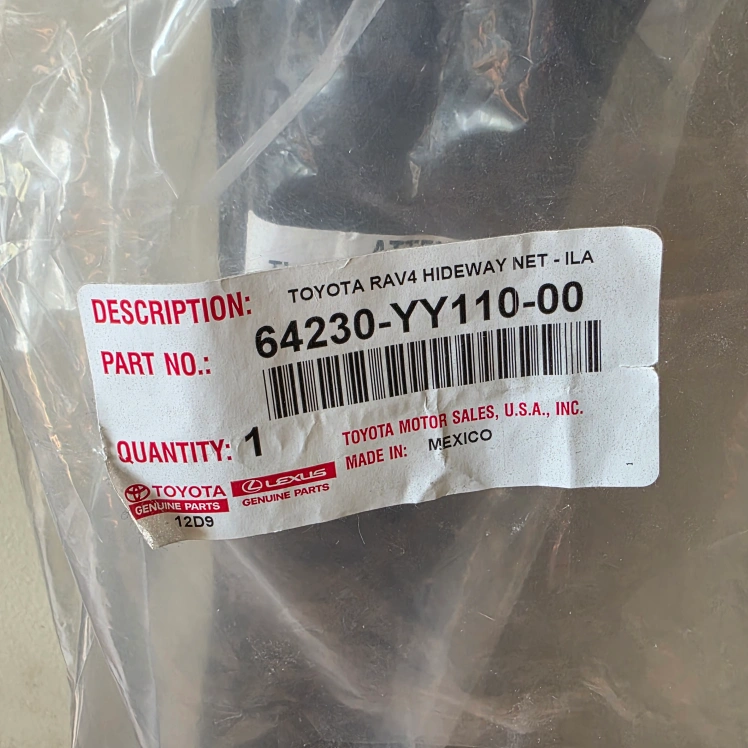 TOYOTA RAV4 HIDEWAY NET - ILA
DESCRIPTION:
64230-YY110-00
PART NO.:
QUANTITY: 1
TOYOTA MOTOR SALES, U.S.A., INC.
MADE IN: MEXICO
TOYOTA
GENUINE PARTS
LEXUS
GENUINE PARTS
12D9
1